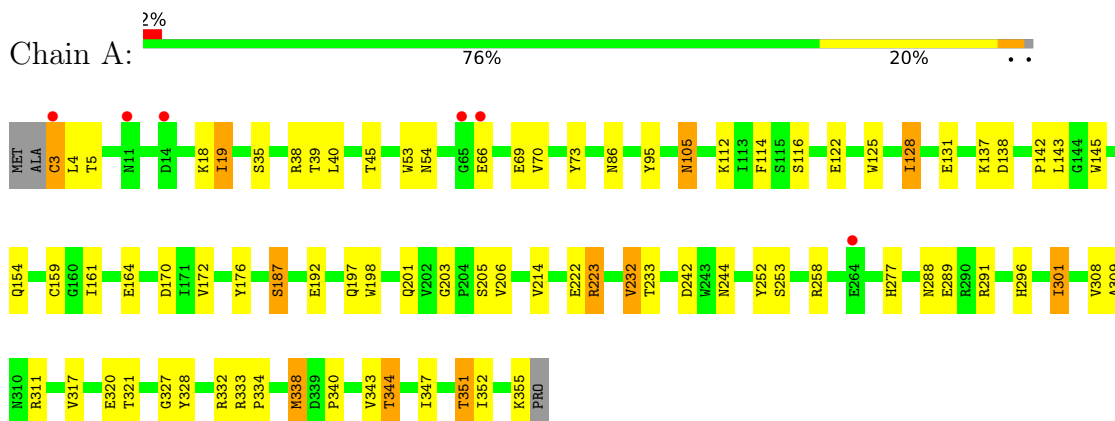 2%
Chain A:
76% 20% • •
MET ALA C3 L4 T5 N11 D14 K18 I19 S35 R38 T39 L40 T45 W53 N54 G65 E66 E69 V70 Y73 N86 Y95 N105 K112 I113 F114 S115 S116 E122 W125 I128 E131 K137 D138 P142 L143 G144 W145
Q154 C159 G160 I161 E164 D170 I171 V172 Y176 S187 E192 Q197 W198 Q201 V202 G203 P204 S205 V206 V214 E222 R223 V232 T233 D242 W243 N244 Y252 S253 R258 E264 H277 N288 E289 R290 R291 H296 I301 V308 A309
N310 R311 V317 E320 T321 G327 Y328 R332 R333 P334 M338 D339 P340 V343 T344 I347 T351 I352 K355 PRO